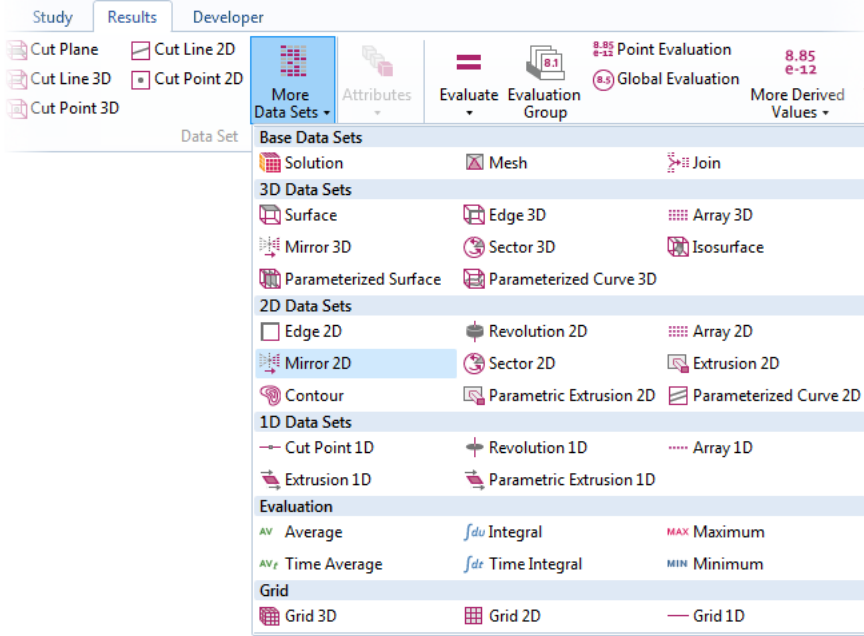 Study Results Developer
Cut Plane Cut Line 2D
Cut Line 3D Cut Point 2D
Cut Point 3D
More
Data Sets
Attributes
Evaluate
Evaluation
Group
8.1
8.85
e-12
Point Evaluation
8.5
Global Evaluation
8.85
e-12
More Derived
Values
Data Set
Base Data Sets
Solution Mesh Join
3D Data Sets
Surface Edge 3D Array 3D
Mirror 3D Sector 3D Isosurface
Parameterized Surface Parameterized Curve 3D
2D Data Sets
Edge 2D Revolution 2D Array 2D
Mirror 2D Sector 2D Extrusion 2D
Contour Parametric Extrusion 2D Parameterized Curve 2D
1D Data Sets
Cut Point 1D Revolution 1D Array 1D
Extrusion 1D Parametric Extrusion 1D
Evaluation
AV Average ∫du Integral MAX Maximum
AVt Time Average ∫dt Time Integral MIN Minimum
Grid
Grid 3D Grid 2D Grid 1D